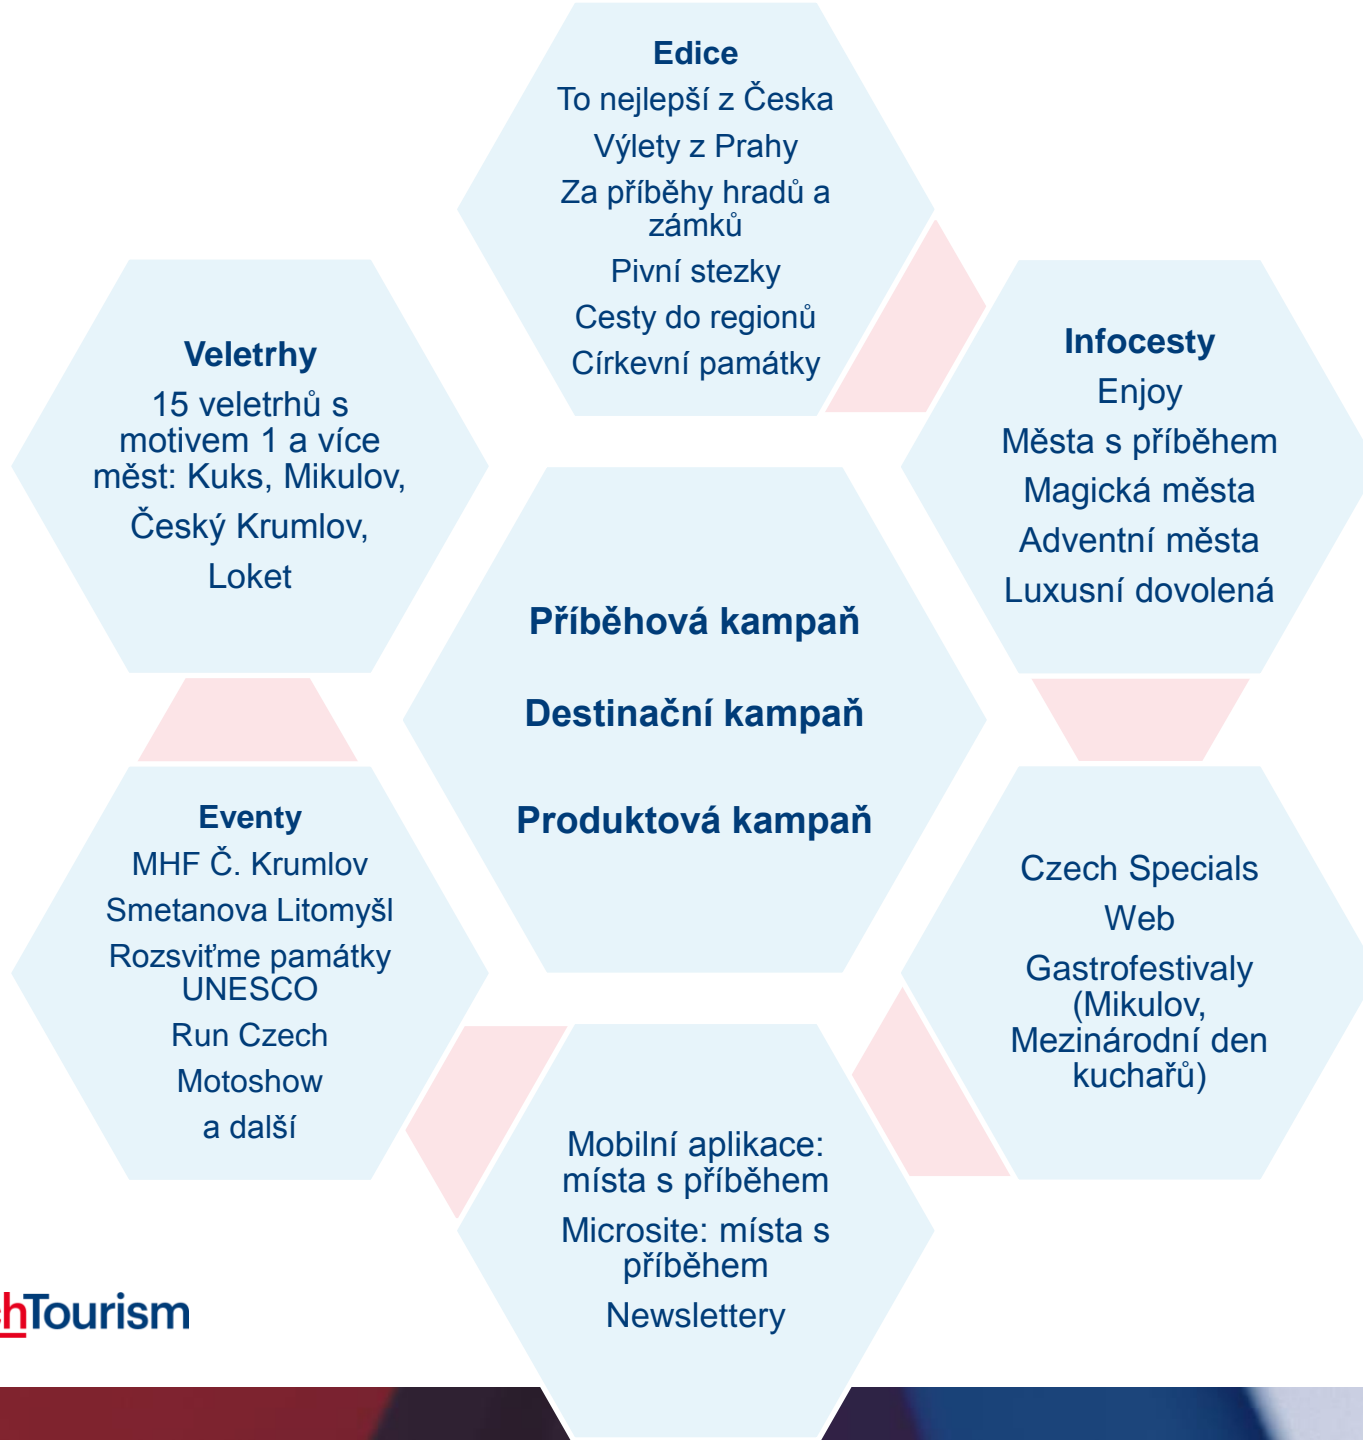 Edice
To nejlepší z Česka
Výlety z Prahy
Za příběhy hradů a
zámků
Pivní stezky
Cesty do regionů
Církevní památky
Veletrhy
15 veletrhů s
motivem 1 a více
měst: Kuks, Mikulov,
Český Krumlov,
Loket
Infocesty
Enjoy
Města s příběhem
Magická města
Adventní města
Luxusní dovolená
Příběhová kampaň
Destinační kampaň
Produktová kampaň
Eventy
MHF Č. Krumlov
Smetanova Litomyšl
Rozsviťme památky
UNESCO
Run Czech
Motoshow
a další
Czech Specials
Web
Gastrofestivaly
(Mikulov,
Mezinárodní den
kuchařů)
Mobilní aplikace:
místa s příběhem
Microsite: místa s
příběhem
Newslettery
hTourism